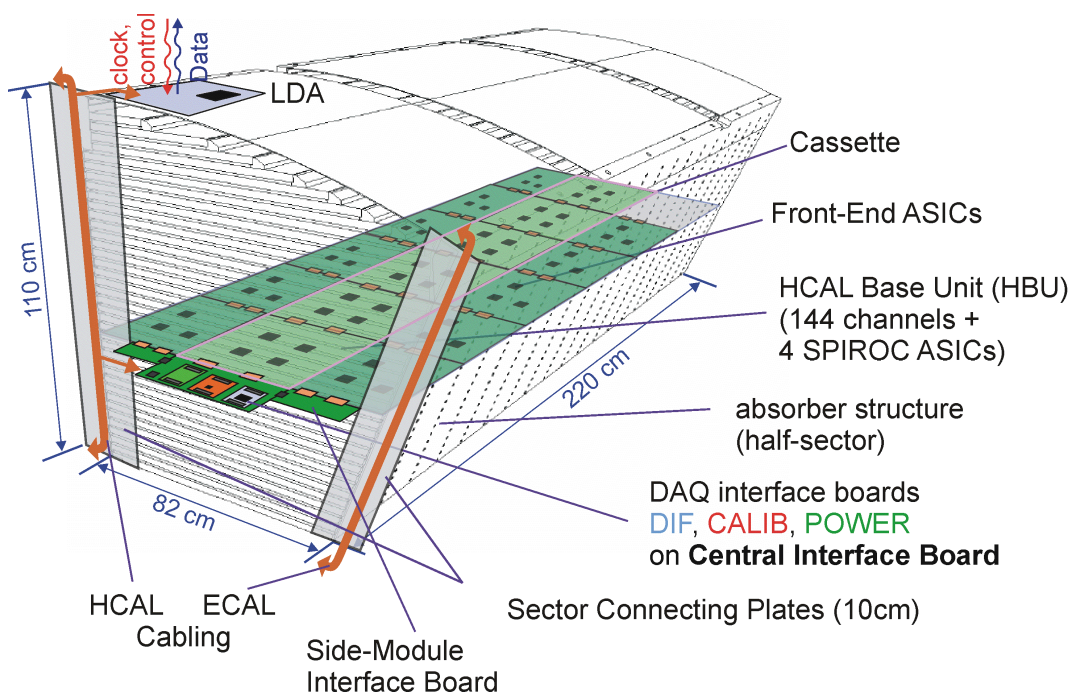 clock,
control
Data
LDA
Cassette
Front-End ASICs
110 cm
HCAL Base Unit (HBU)
(144 channels +
4 SPIROC ASICs)
220 cm
absorber structure
(half-sector)
82 cm
DAQ interface boards
DIF, CALIB, POWER
on Central Interface Board
HCAL ECAL
Cabling
Sector Connecting Plates (10cm)
Side-Module
Interface Board